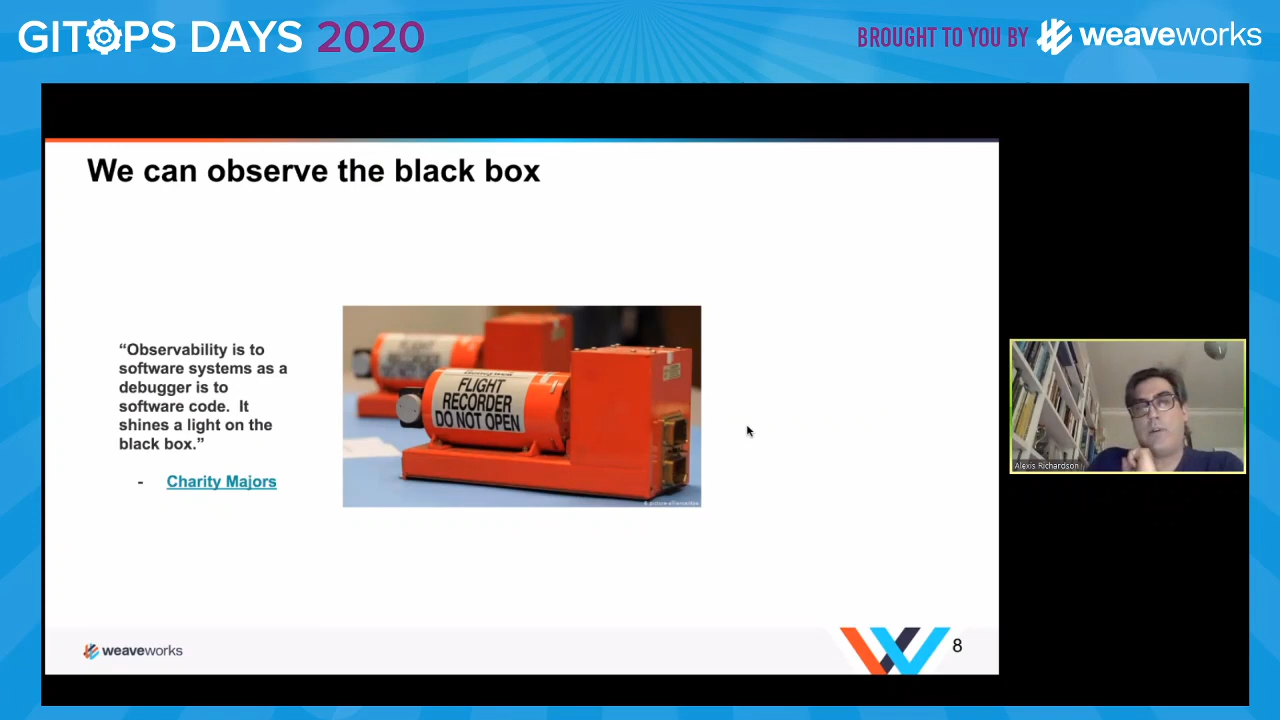 GITOPS DAYS 2020
BROUGHT TO YOU BY weaveworks
We can observe the black box
“Observability is to
software systems as a
debugger is to
software code. It
shines a light on the
black box.”
- Charity Majors
FLIGHT
RECORDER
DO NOT OPEN
Alexis Richardson
weaveworks
8